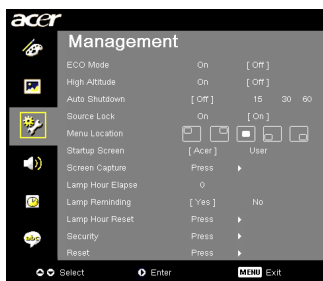 acer
Management
ECO Mode On [ Off ]
High Altitude On [ Off ]
Auto Shutdown [ Off ] 15 30 60
Source Lock On [ On ]
Menu Location
Startup Screen [ Acer ] User
Screen Capture Press
Lamp Hour Elapse 0
Lamp Reminding [ Yes ] No
Lamp Hour Reset Press
Security Press
Reset Press
abc
Select Enter MENU Exit